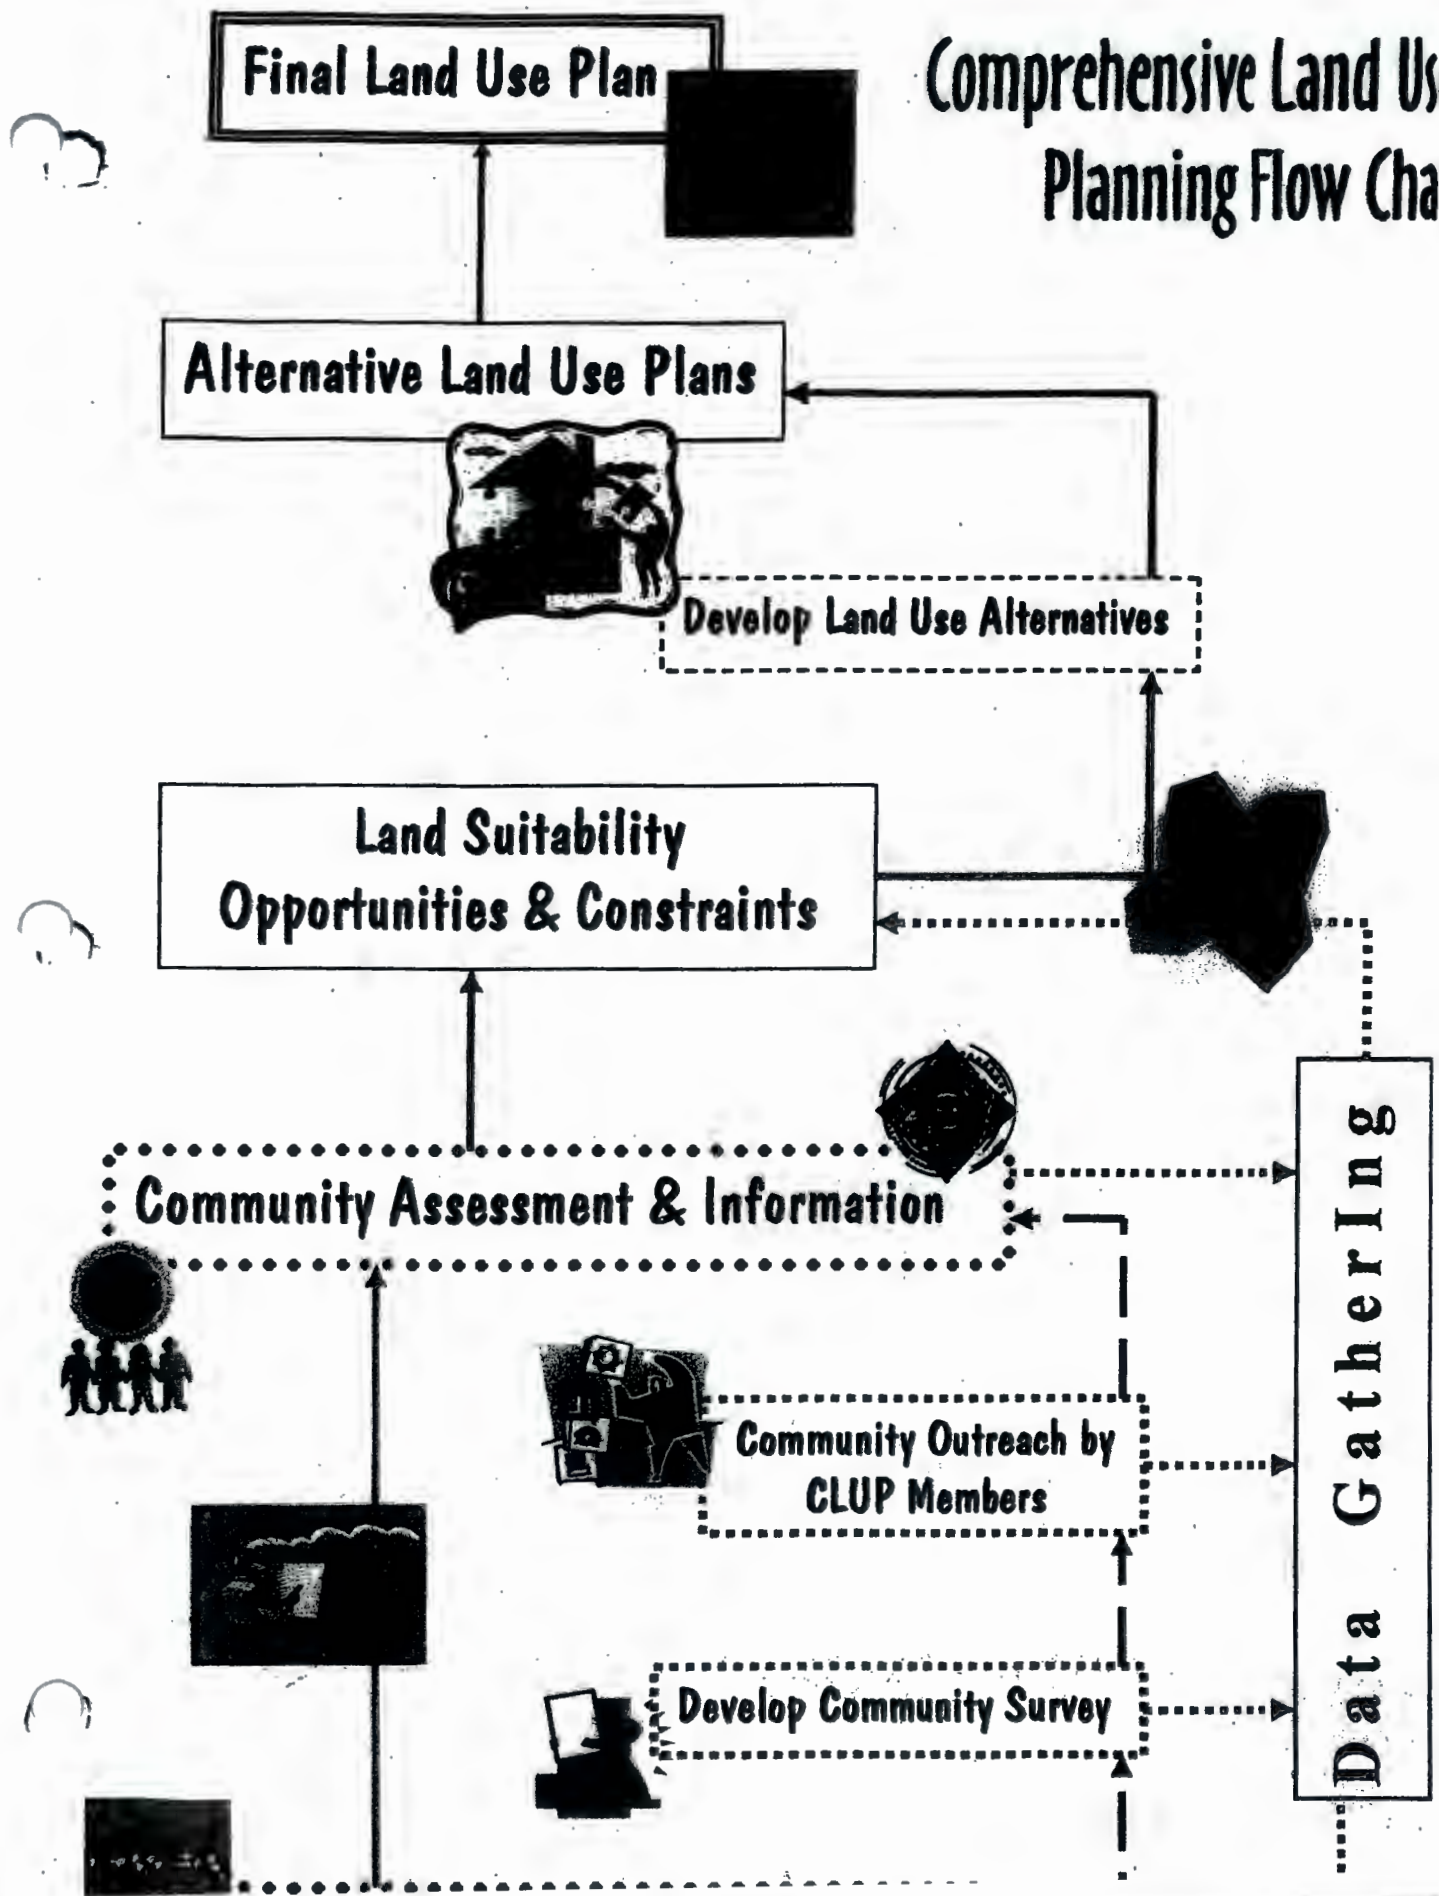 Comprehensive Land Us
Planning Flow Cha
Final Land Use Plan
Alternative Land Use Plans
Develop Land Use Alternatives
Land Suitability
Opportunities & Constraints
Community Assessment & Information
Community Outreach by
CLUP Members
Develop Community Survey
Data GatherIng